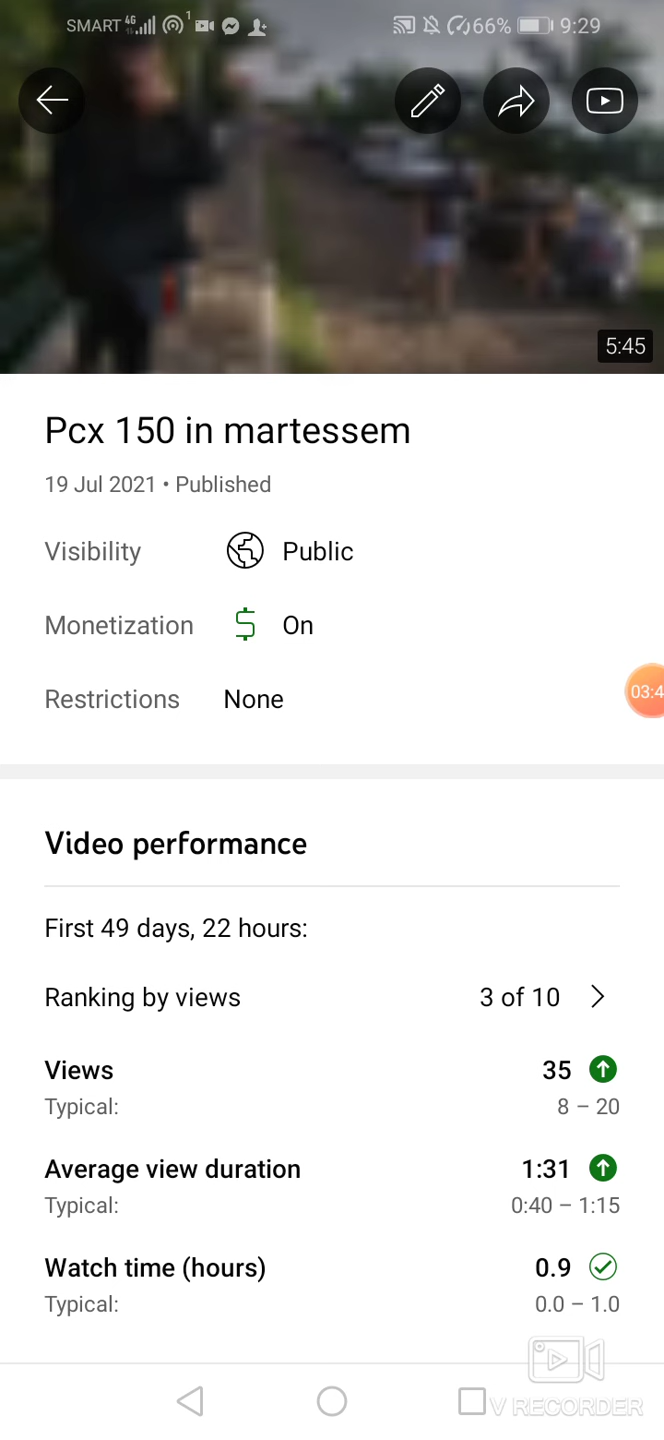 SMART 4G 1 66% 9:29
5:45
Pcx 150 in martessem
19 Jul 2021 • Published
Visibility Public
Monetization $ On
Restrictions None
03:4
Video performance
First 49 days, 22 hours:
Ranking by views 3 of 10
Views 35
Typical: 8 – 20
Average view duration 1:31
Typical: 0:40 – 1:15
Watch time (hours) 0.9
Typical: 0.0 – 1.0
V RECORDER